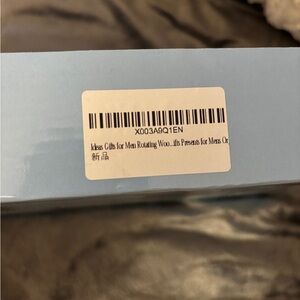 X003A9Q1EN
Ideas Gifts for Men Rotating Woo...ifts Presents for Mens Or
新品